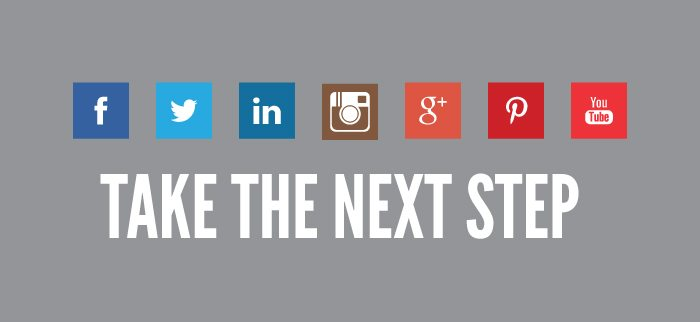 f in g+ You
Tube
TAKE THE NEXT STEP